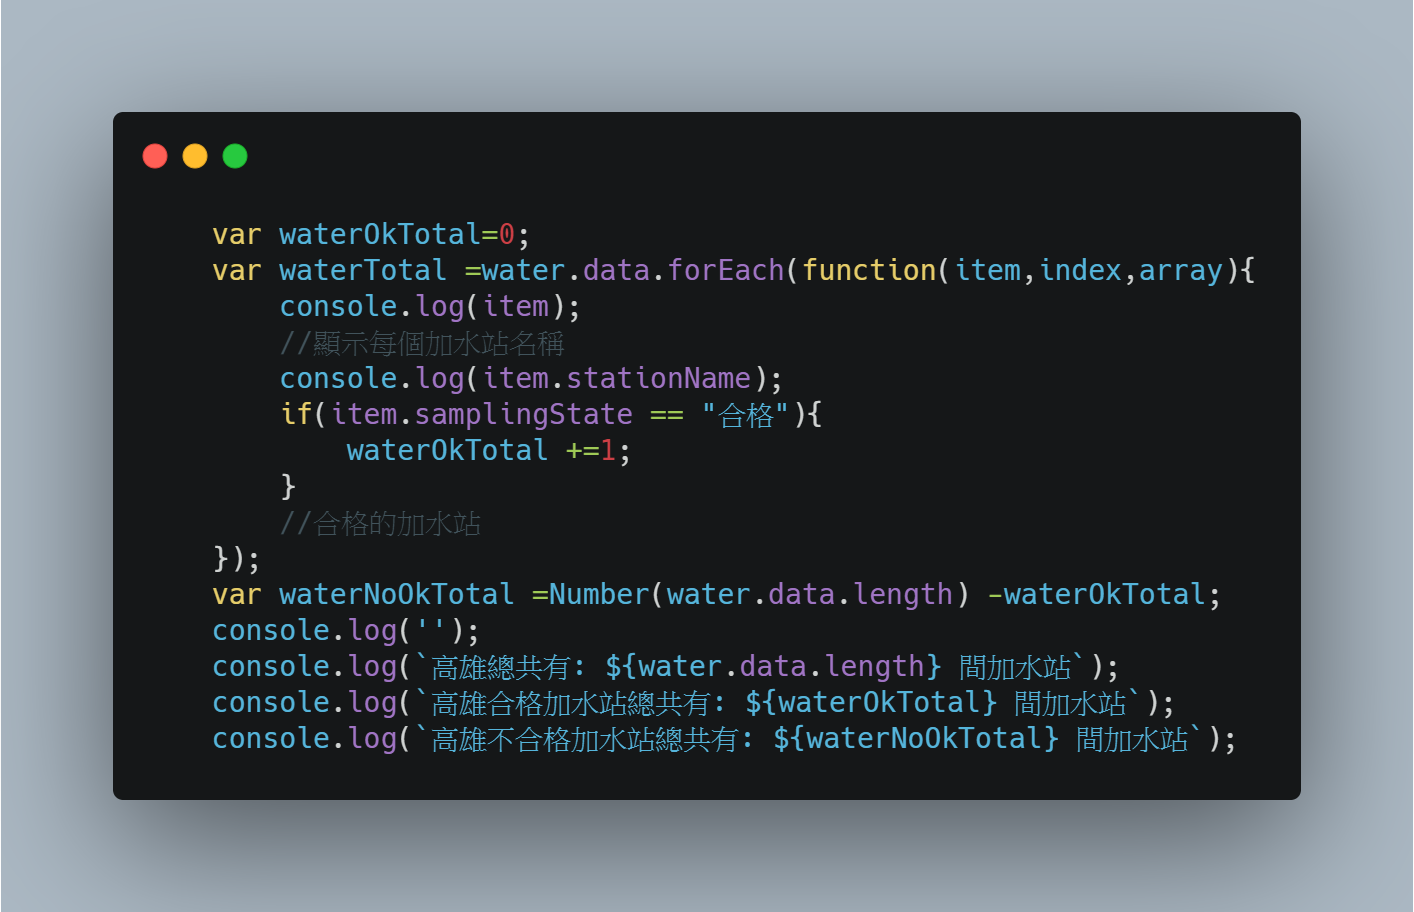 var waterOkTotal=0;
var waterTotal =water.data.forEach(function(item,index,array){
    console.log(item);
    //顯示每個加水站名稱
    console.log(item.stationName);
    if(item.samplingState == "合格"){
        waterOkTotal +=1;
    }
    //合格的加水站
});
var waterNoOkTotal =Number(water.data.length) -waterOkTotal;
console.log('');
console.log(`高雄總共有: ${water.data.length} 間加水站`);
console.log(`高雄合格加水站總共有: ${waterOkTotal} 間加水站`);
console.log(`高雄不合格加水站總共有: ${waterNoOkTotal} 間加水站`);